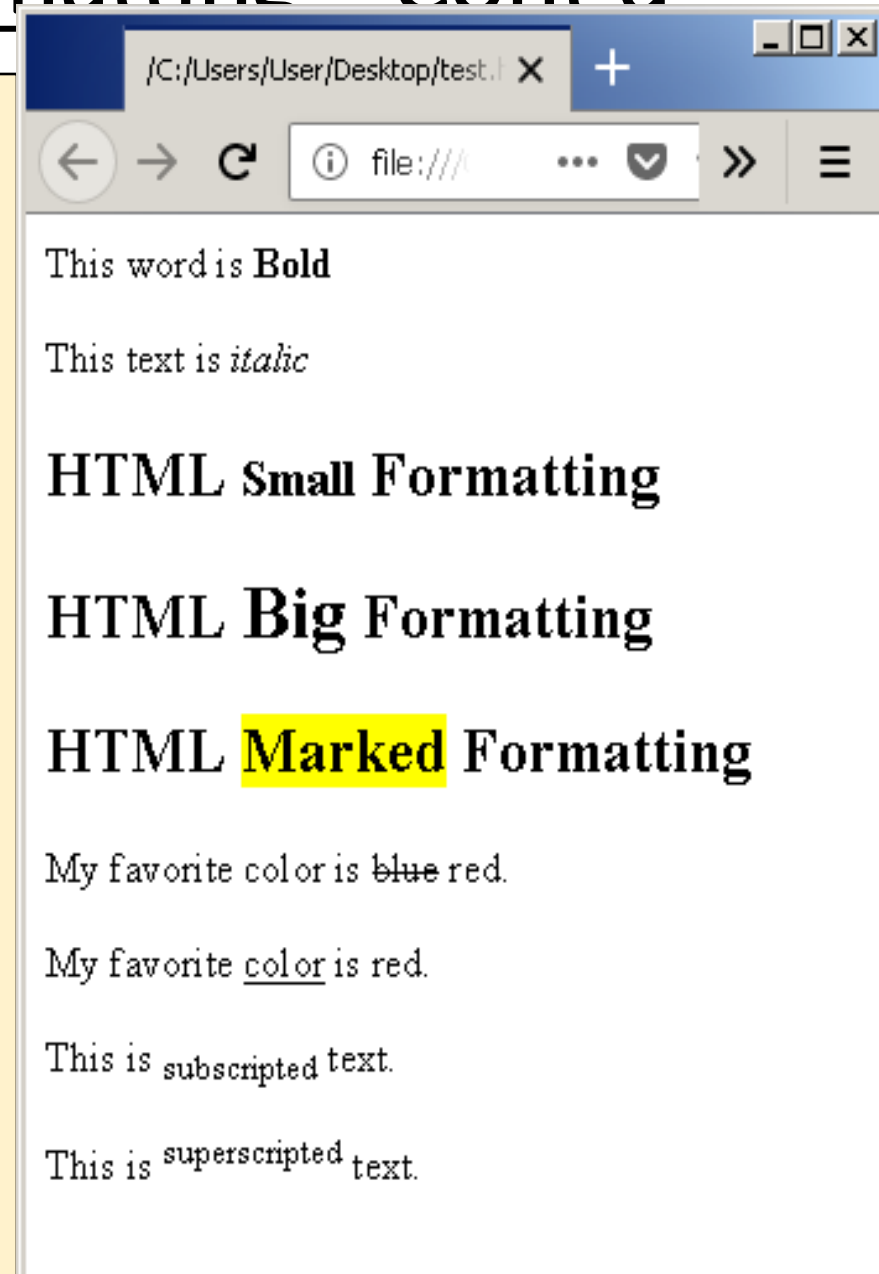 /C:/Users/User/Desktop/test.h
file:///
This word is Bold
This text is italic
HTML Small Formatting
HTML Big Formatting
HTML Marked Formatting
My favorite color is blue red.
My favorite color is red.
This is subscripted text.
This is superscripted text.